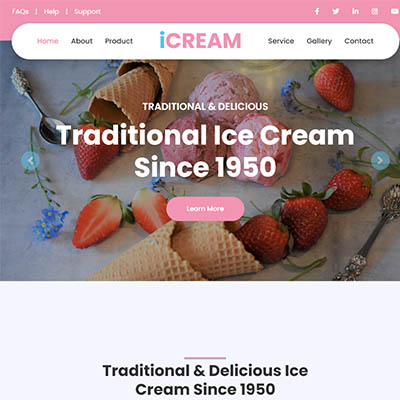 FAQs | Help | Support
Home About Product iCREAM Service Gallery Contact
TRADITIONAL & DELICIOUS
Traditional Ice Cream
Since 1950
Learn More
Traditional & Delicious Ice
Cream Since 1950